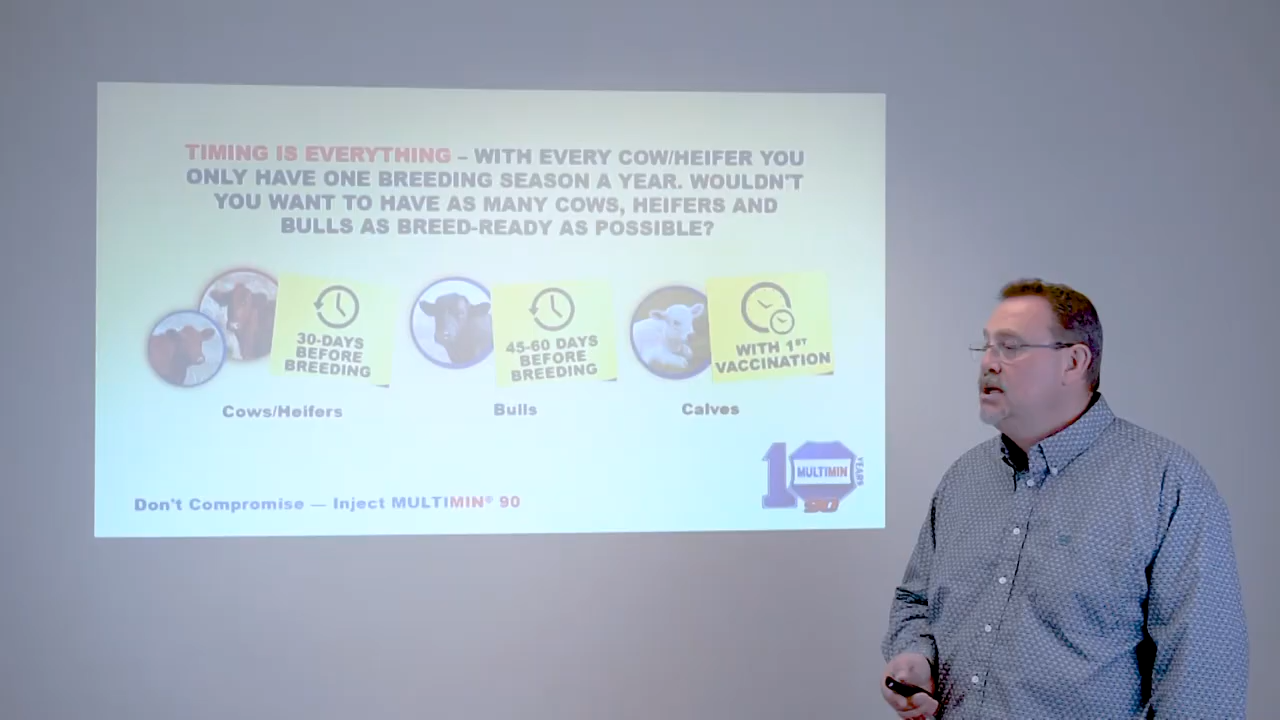 TIMING IS EVERYTHING – WITH EVERY COW/HEIFER YOU
ONLY HAVE ONE BREEDING SEASON A YEAR. WOULDN'T
YOU WANT TO HAVE AS MANY COWS, HEIFERS AND
BULLS AS BREED-READY AS POSSIBLE?
30-DAYS
BEFORE
BREEDING
45-60 DAYS
BEFORE
BREEDING
WITH 1ST
VACCINATION
Cows/Heifers
Bulls
Calves
10
MULTIMIN
YEARS
90
Don't Compromise — Inject MULTIMIN® 90